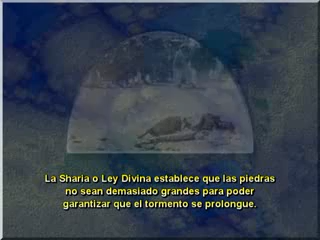 La Sharia o Ley Divina establece que las piedras
no sean demasiado grandes para poder
garantizar que el tormento se prolongue.